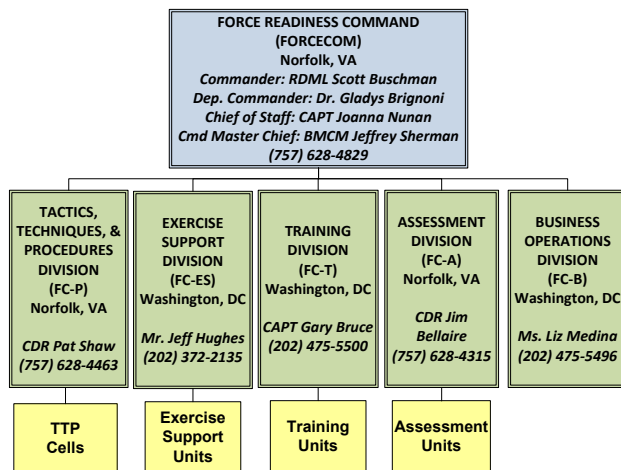 FORCE READINESS COMMAND
(FORCECOM)
Norfolk, VA
Commander: RDML Scott Buschman
Dep. Commander: Dr. Gladys Brignoni
Chief of Staff: CAPT Joanna Nunan
Cmd Master Chief: BMCM Jeffrey Sherman
(757) 628-4829
TACTICS,
TECHNIQUES, &
PROCEDURES
DIVISION
(FC-P)
Norfolk, VA
CDR Pat Shaw
(757) 628-4463
EXERCISE
SUPPORT
DIVISION
(FC-ES)
Washington, DC
Mr. Jeff Hughes
(202) 372-2135
TRAINING
DIVISION
(FC-T)
Washington, DC
CAPT Gary Bruce
(202) 475-5500
ASSESSMENT
DIVISION
(FC-A)
Norfolk, VA
CDR Jim
Bellaire
(757) 628-4315
BUSINESS
OPERATIONS
DIVISION
(FC-B)
Washington, DC
Ms. Liz Medina
(202) 475-5496
TTP
Cells
Exercise
Support
Units
Training
Units
Assessment
Units